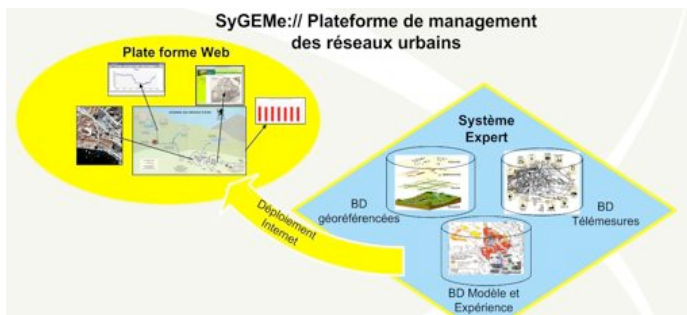 SyGEMe:// Plateforme de management
des réseaux urbains
Plate forme Web
Système
Expert
BD
géoréférencées
BD
Télémesures
BD Modèle et
Expérience
Déploiement
Internet